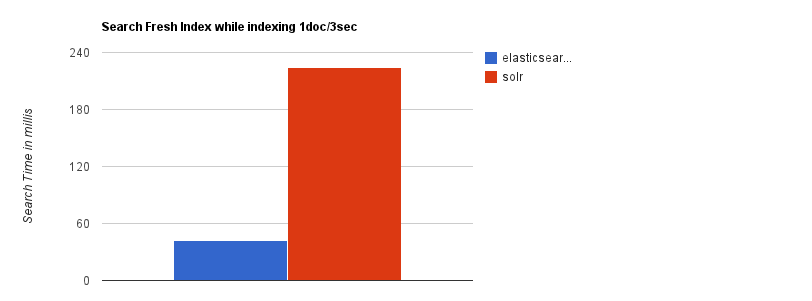 Search Fresh Index while indexing 1doc/3sec
240
180
120
60
0
Search Time in millis
elasticsear...
solr